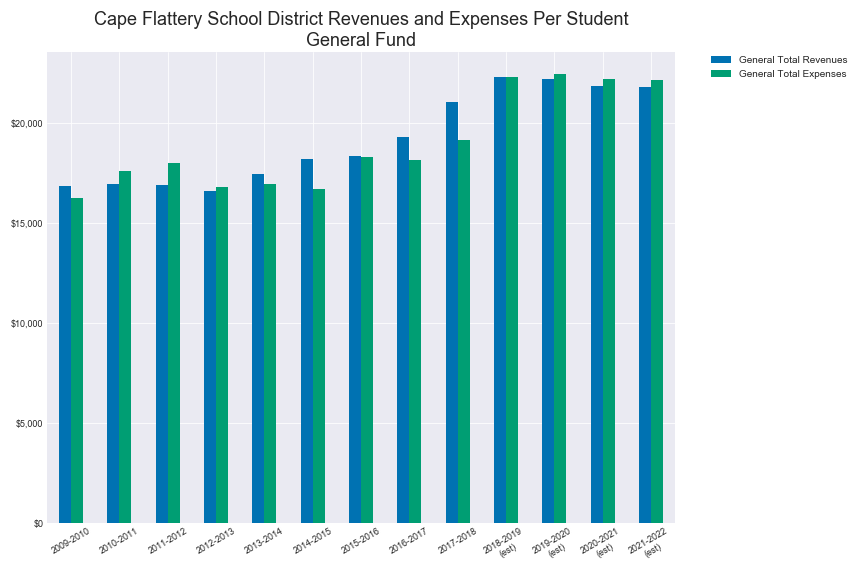 Cape Flattery School District Revenues and Expenses Per Student
General Fund
General Total Revenues
General Total Expenses
$20,000
$15,000
$10,000
$5,000
$0
2009-2010
2010-2011
2011-2012
2012-2013
2013-2014
2014-2015
2015-2016
2016-2017
2017-2018
2018-2019
(est)
2019-2020
(est)
2020-2021
(est)
2021-2022
(est)